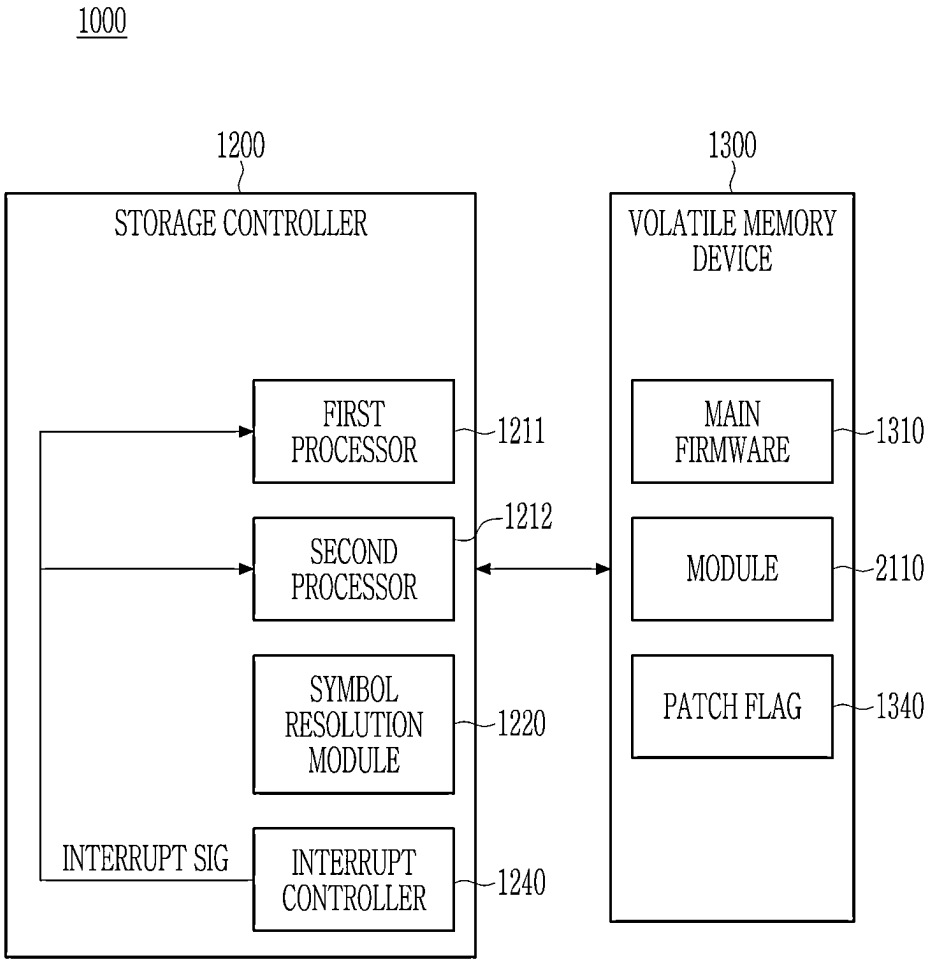 1000
1200
1300
STORAGE CONTROLLER
VOLATILE MEMORY
DEVICE
FIRST
PROCESSOR
1211
MAIN
FIRMWARE
1310
SECOND
PROCESSOR
1212
MODULE
2110
SYMBOL
RESOLUTION
MODULE
1220
PATCH FLAG
1340
INTERRUPT SIG
INTERRUPT
CONTROLLER
1240